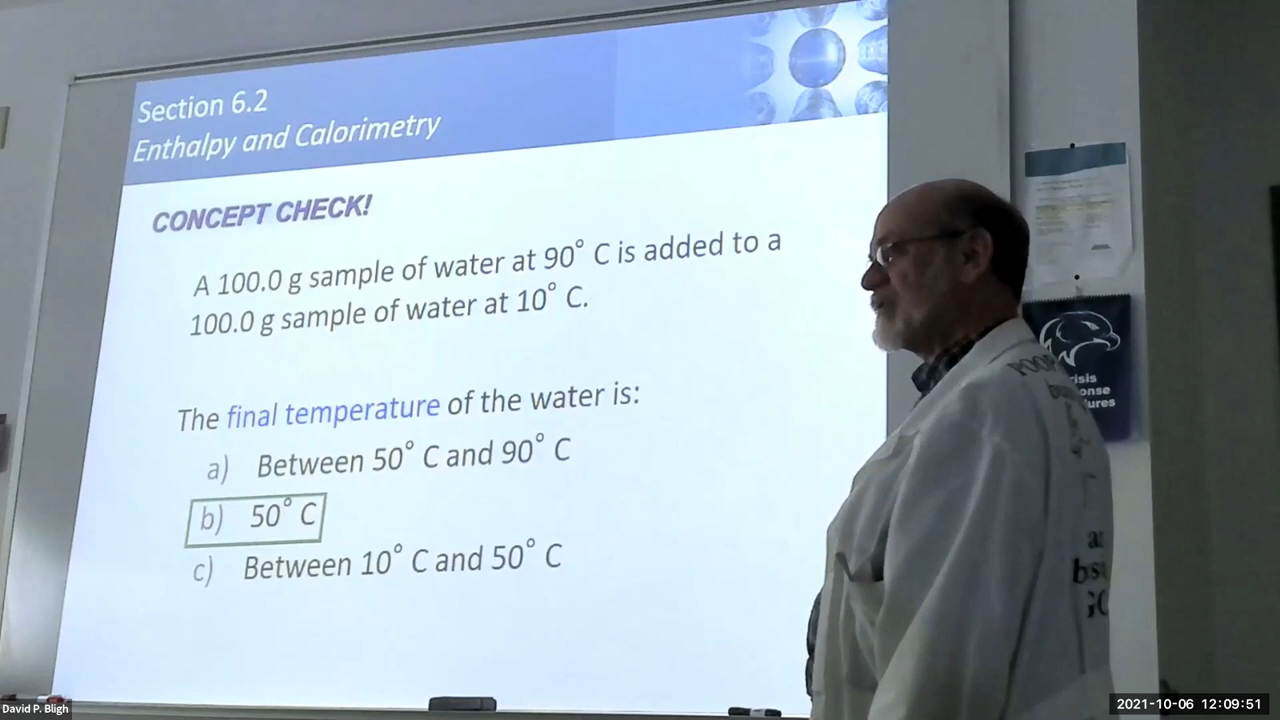 Section 6.2
Enthalpy and Calorimetry
CONCEPT CHECK!
A 100.0 g sample of water at 90° C is added to a
100.0 g sample of water at 10° C.
The final temperature of the water is:
a) Between 50° C and 90° C
b) 50° C
c) Between 10° C and 50° C
David P. Bligh
2021-10-06 12:09:51